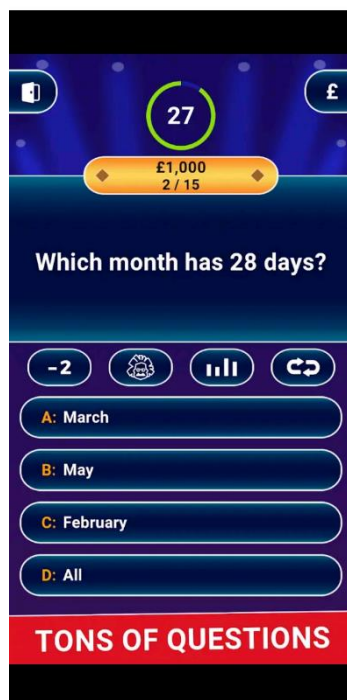 27
£
£1,000
2 / 15
Which month has 28 days?
-2
A: March
B: May
C: February
D: All
TONS OF QUESTIONS